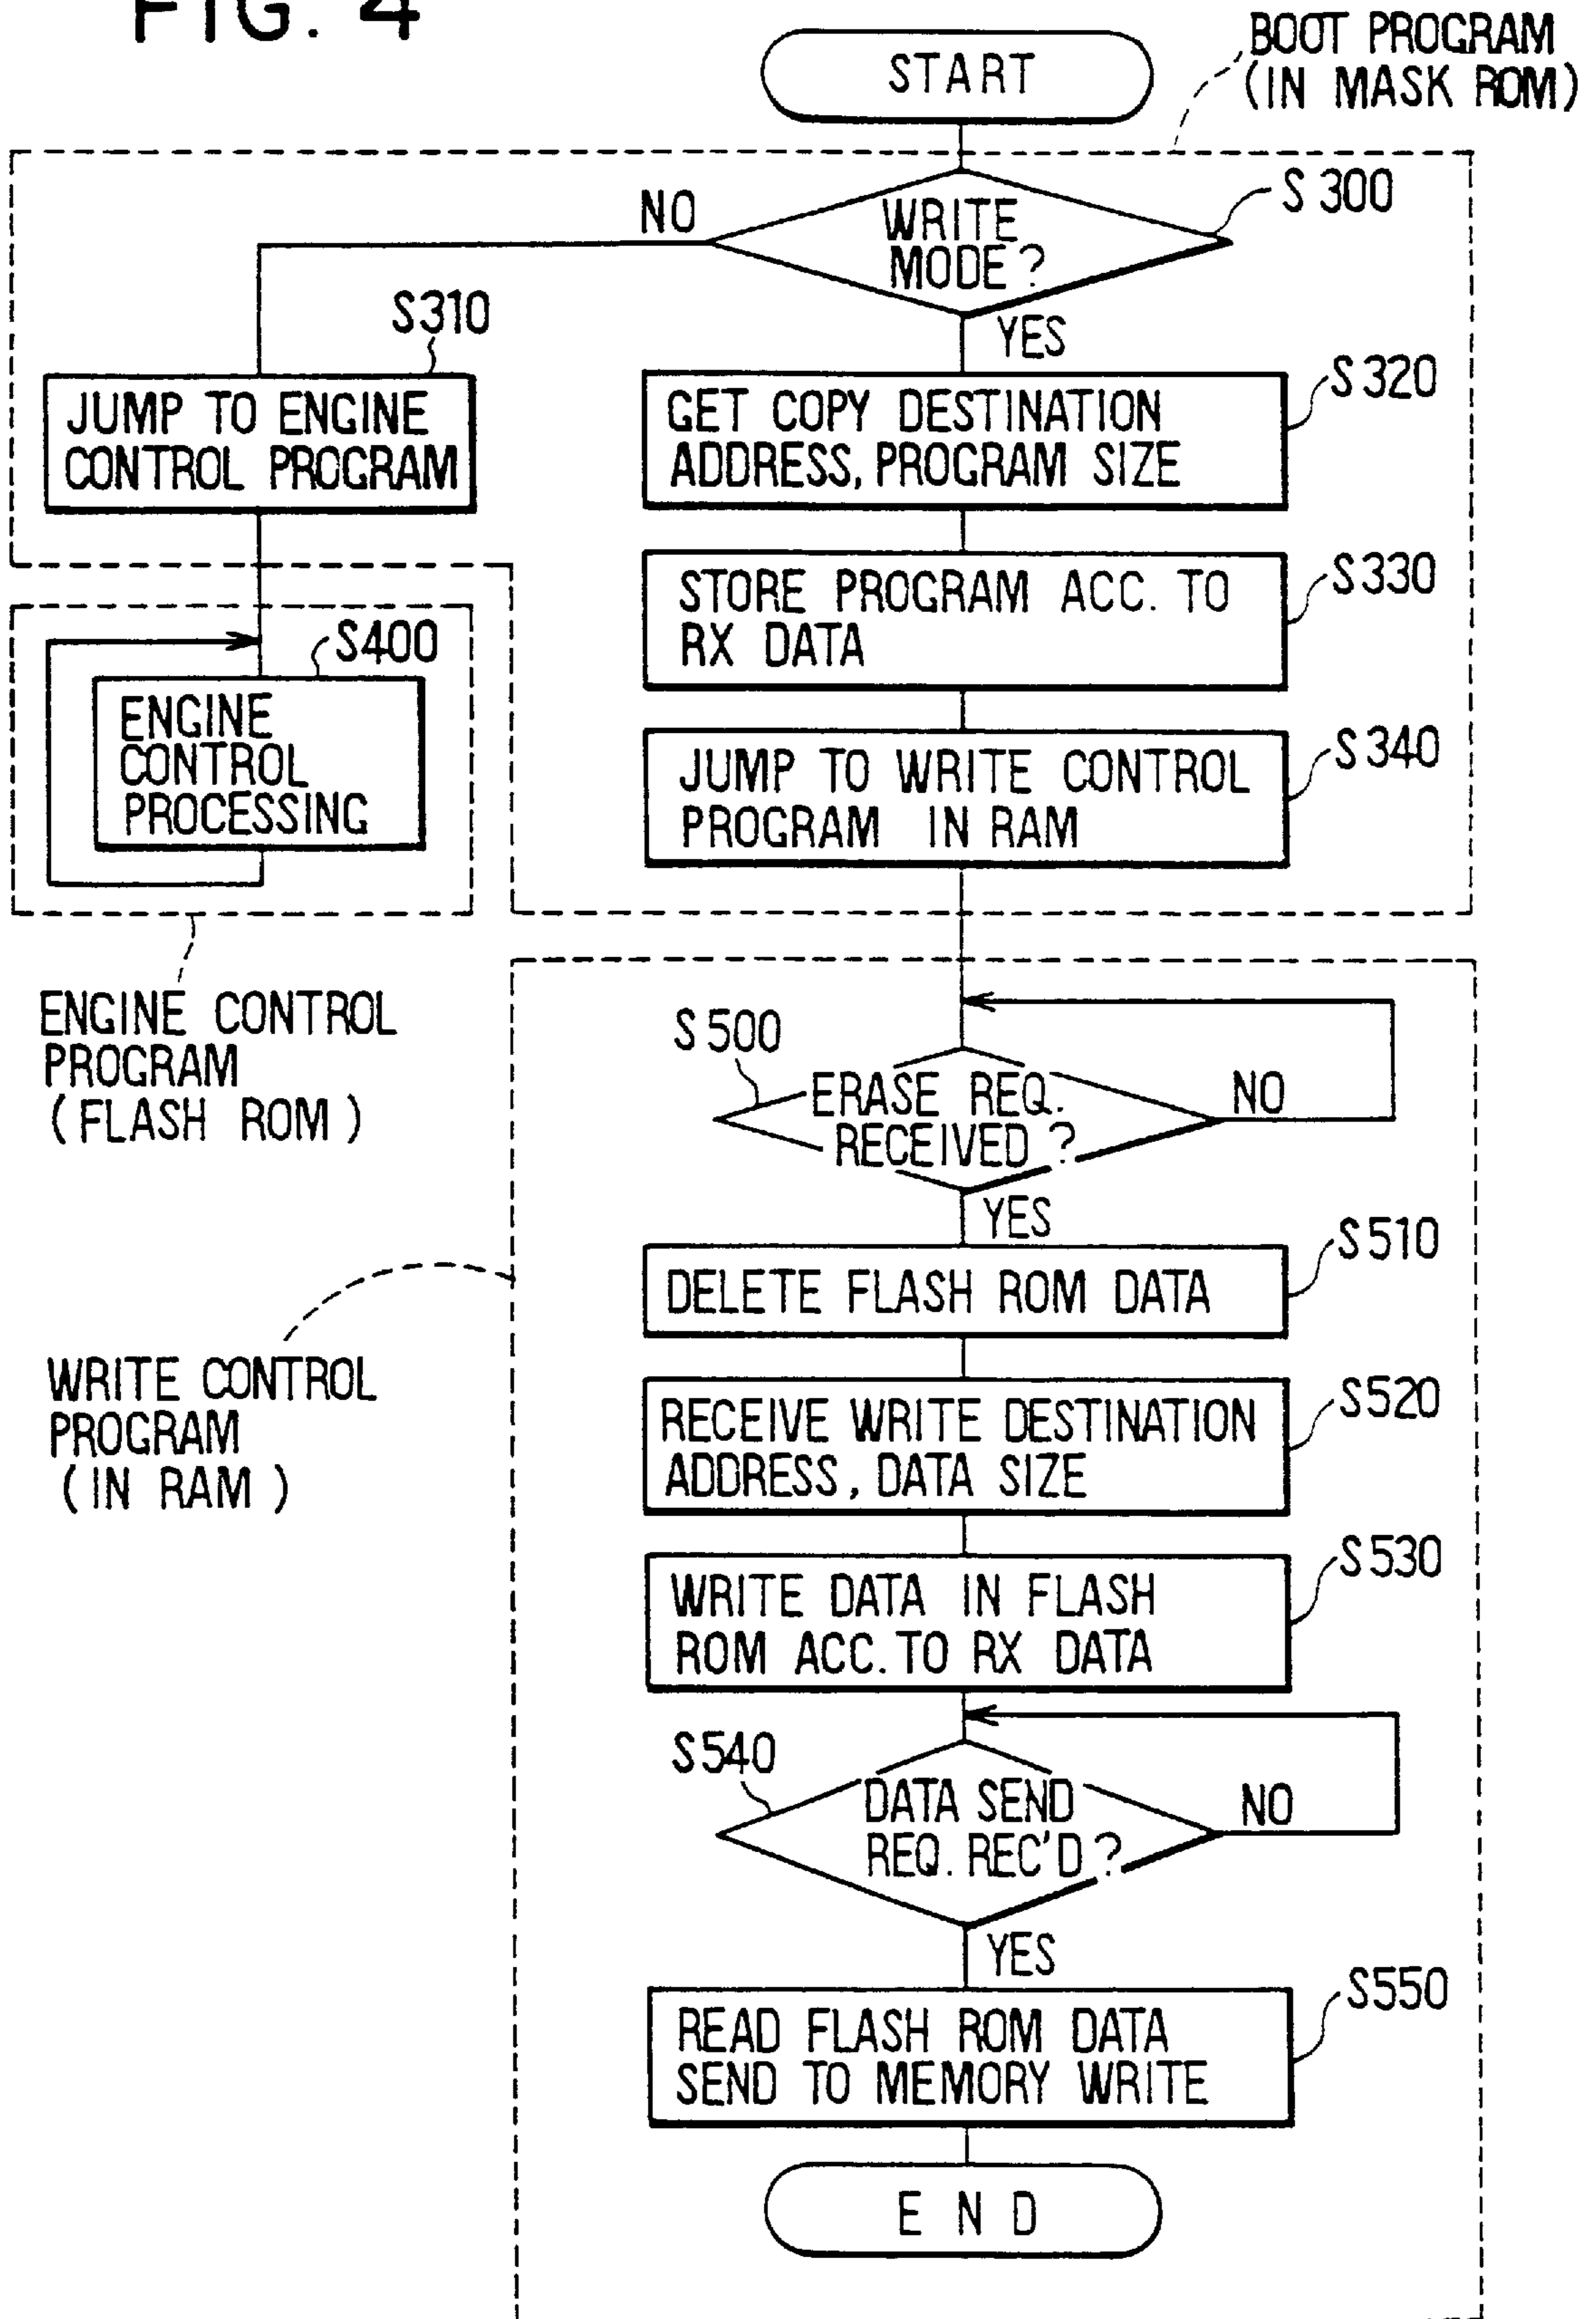 FIG. 4
START
BOOT PROGRAM
(IN MASK ROM)
NO
WRITE
MODE?
S300
YES
S310
JUMP TO ENGINE
CONTROL PROGRAM
GET COPY DESTINATION
ADDRESS, PROGRAM SIZE
S320
STORE PROGRAM ACC. TO
RX DATA
S330
S400
ENGINE
CONTROL
PROCESSING
JUMP TO WRITE CONTROL
PROGRAM IN RAM
S340
ENGINE CONTROL
PROGRAM
(FLASH ROM)
S500
ERASE REQ.
RECEIVED?
NO
YES
DELETE FLASH ROM DATA
S510
WRITE CONTROL
PROGRAM
(IN RAM)
RECEIVE WRITE DESTINATION
ADDRESS, DATA SIZE
S520
WRITE DATA IN FLASH
ROM ACC. TO RX DATA
S530
S540
DATA SEND
REQ. REC'D?
NO
YES
READ FLASH ROM DATA
SEND TO MEMORY WRITE
S550
END